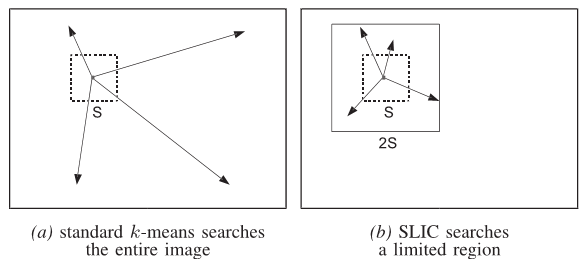 S
S
2S
(a) standard k-means searches
the entire image
(b) SLIC searches
a limited region